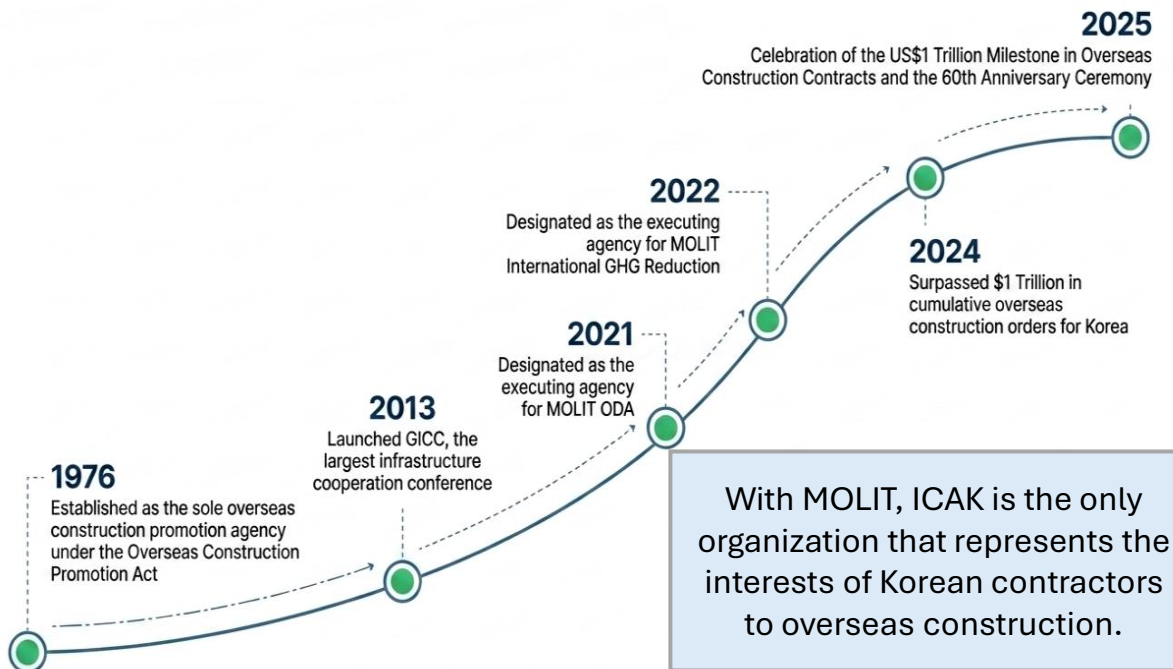 2025
Celebration of the US$1 Trillion Milestone in Overseas
Construction Contracts and the 60th Anniversary Ceremony
2022
Designated as the executing
agency for MOLIT
International GHG Reduction
2024
Surpassed $1 Trillion in
cumulative overseas
construction orders for Korea
2021
Designated as the
executing agency
for MOLIT ODA
2013
Launched GICC, the
largest infrastructure
cooperation conference
1976
Established as the sole overseas
construction promotion agency
under the Overseas Construction
Promotion Act
With MOLIT, ICAK is the only
organization that represents the
interests of Korean contractors
to overseas construction.